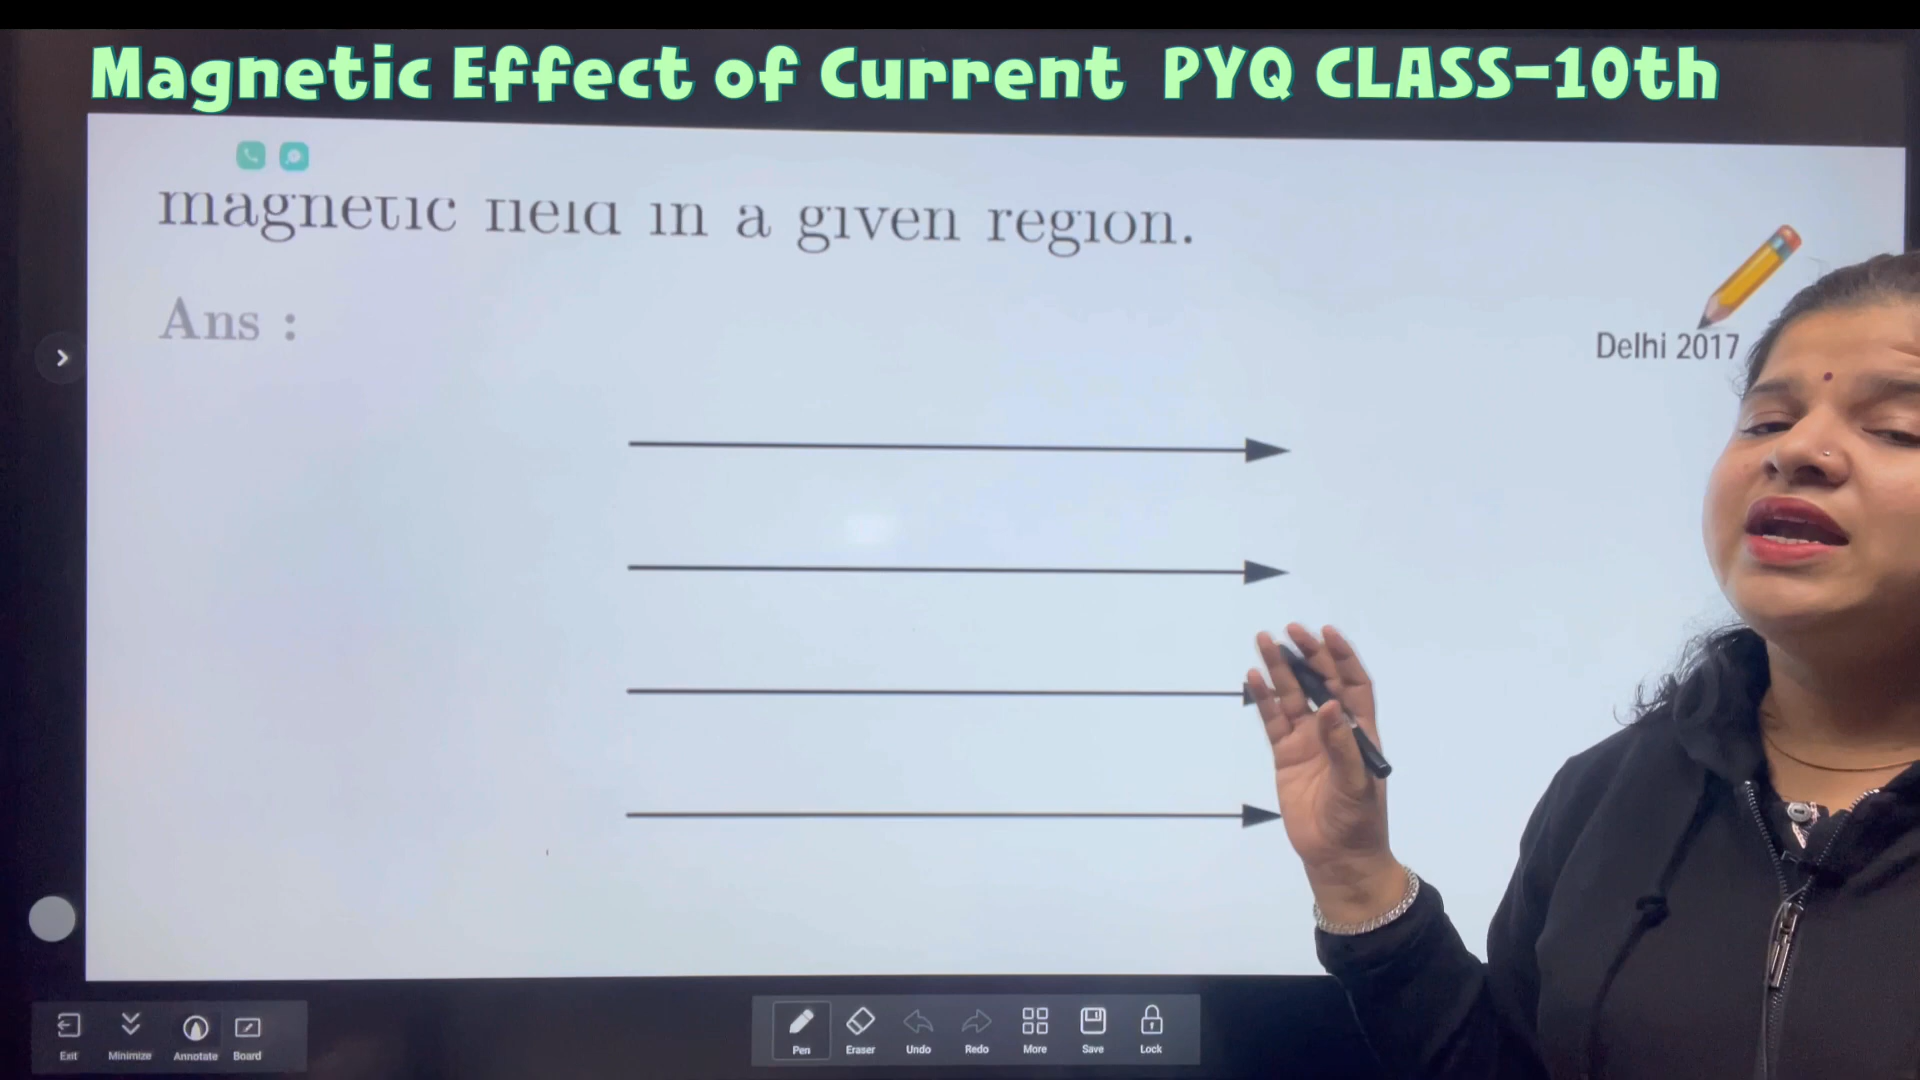 Magnetic Effect of Current PYQ CLASS-10th
magnetic field in a given region.
Ans :
Delhi 2017
Exit
Minimize
Annotate
Board
Pen
Eraser
Undo
Redo
More
Save
Lock